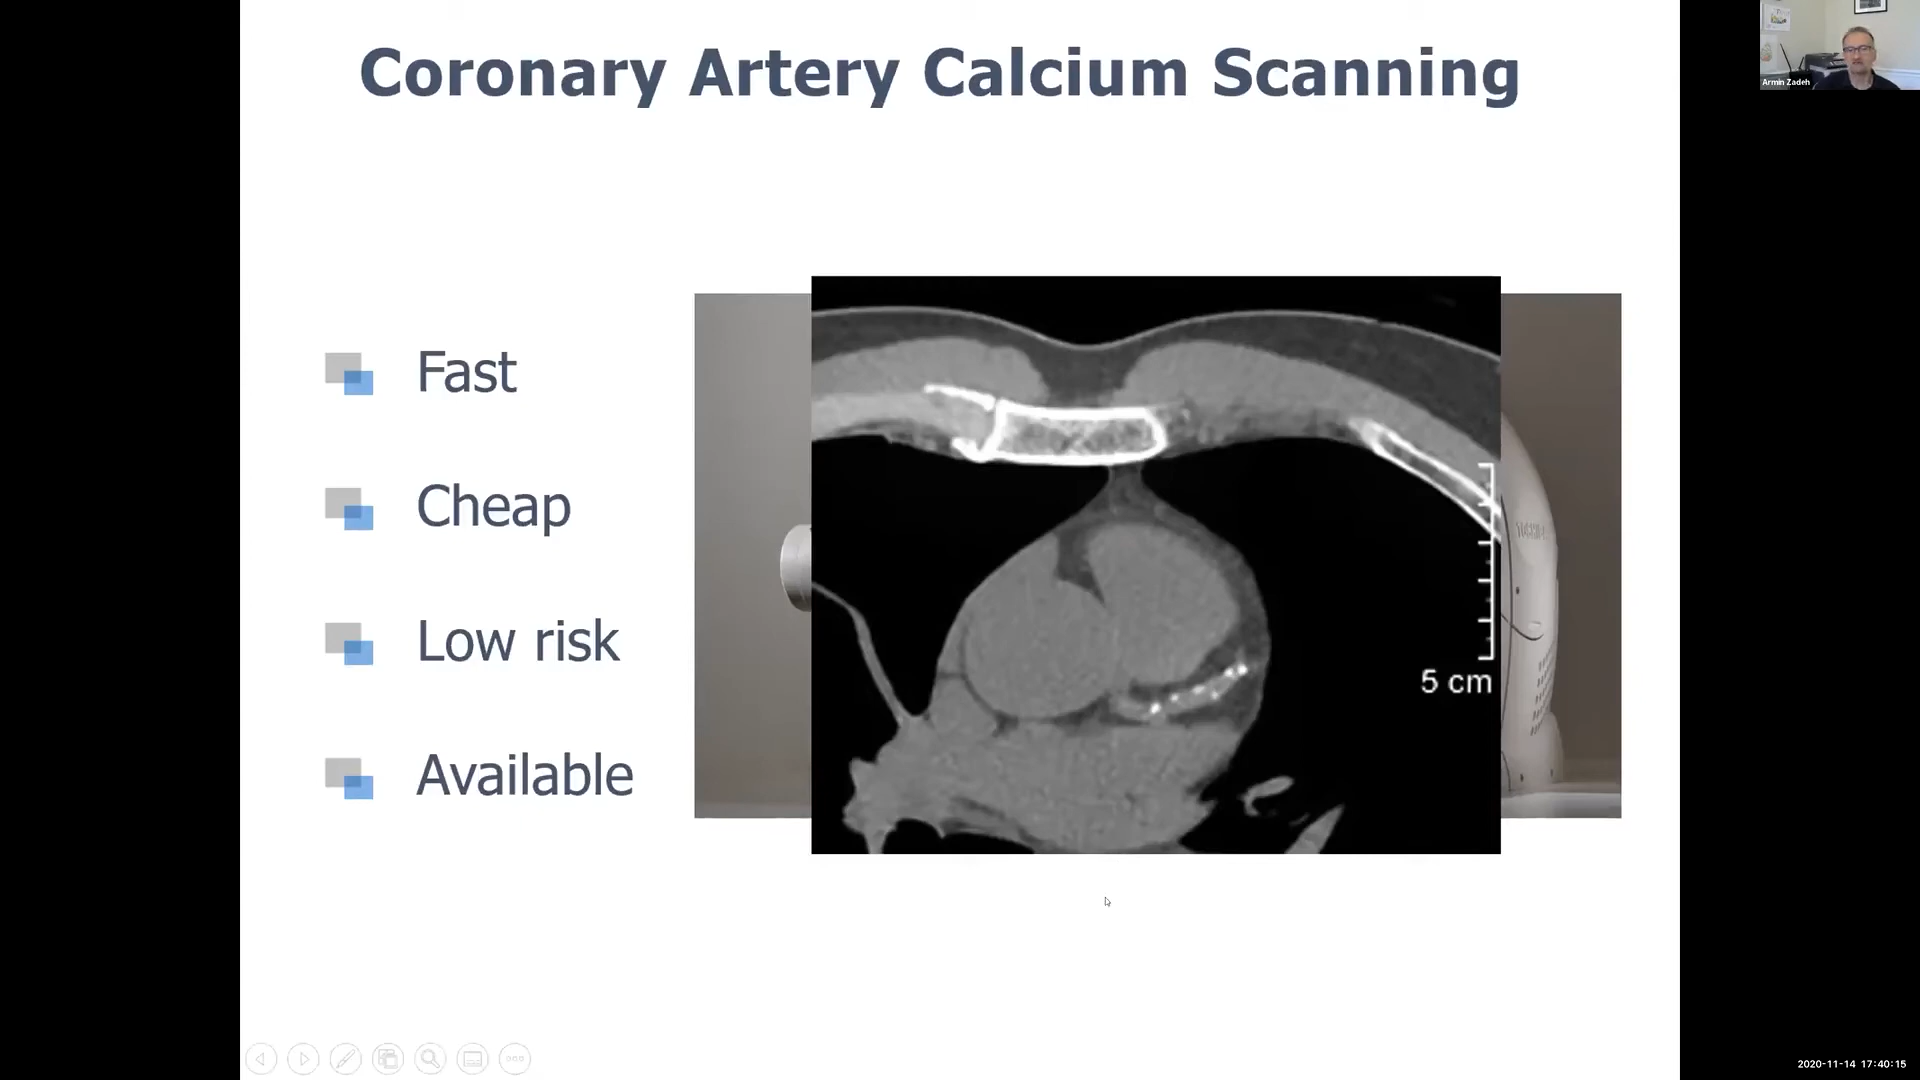 Coronary Artery Calcium Scanning
Armin Zadeh
Fast
Cheap
Low risk
Available
TOSHIBA
5 cm
2020-11-14 17:40:15